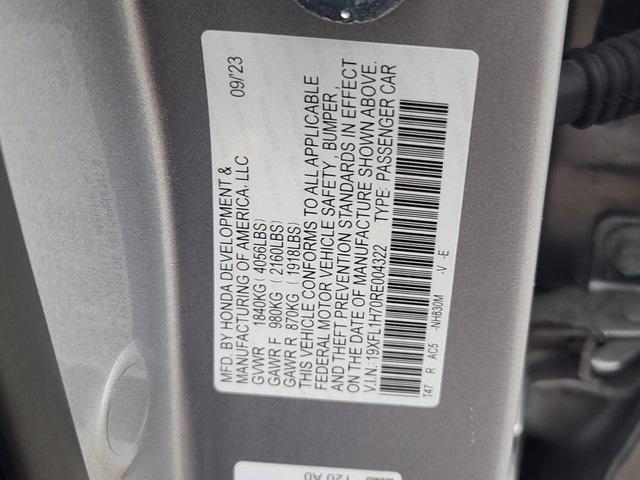 MFD. BY HONDA DEVELOPMENT & 09/23
MANUFACTURING OF AMERICA, LLC
GVWR 1840KG ( 4056LBS)
GAWR F 980KG ( 2160LBS)
GAWR R 870KG ( 1918LBS)
THIS VEHICLE CONFORMS TO ALL APPLICABLE
FEDERAL MOTOR VEHICLE SAFETY, BUMPER,
AND THEFT PREVENTION STANDARDS IN EFFECT
ON THE DATE OF MANUFACTURE SHOWN ABOVE.
V.I.N. :19XFL1H70RE004322 TYPE: PASSENGER CAR
T47 R AC5 -NH830M -V -E
120 A0